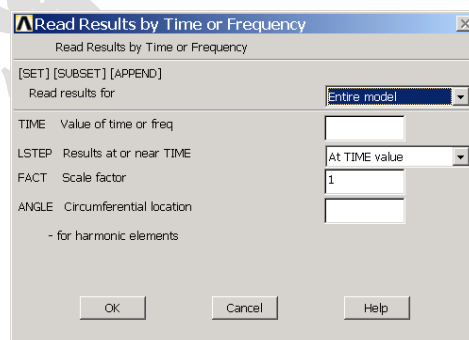 Read Results by Time or Frequency
Read Results by Time or Frequency
[SET] [SUBSET] [APPEND]
Read results for Entire model
TIME Value of time or freq
LSTEP Results at or near TIME At TIME value
FACT Scale factor 1
ANGLE Circumferential location
- for harmonic elements
OK Cancel Help